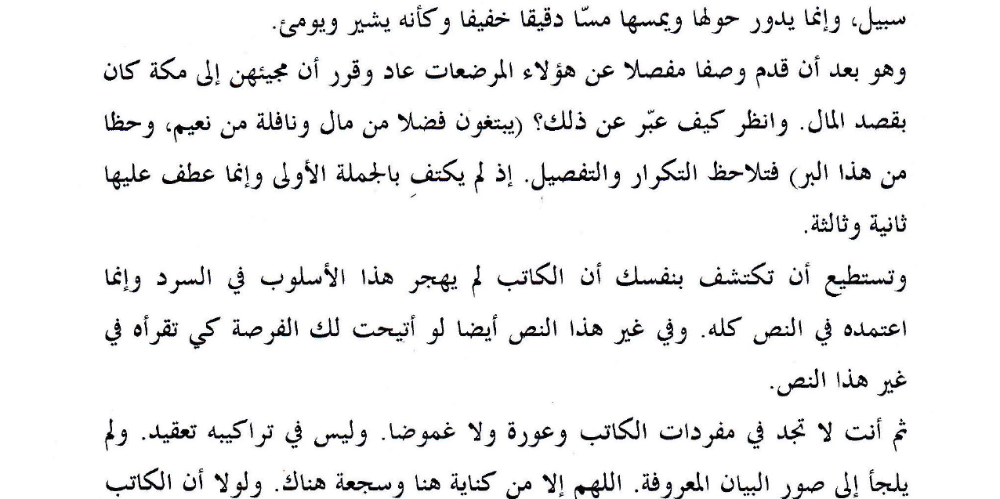 سبيل، وإنما يدور حولها ويمسها مسّا دقيقا خفيفا وكأنه يشير ويومئ.
وهو بعد أن قدم وصفا مفصلا عن هؤلاء المرضعات عاد وقرر أن مجيئهن إلى مكة كان
بقصد المال. وانظر كيف عبّر عن ذلك؟ (يبتغون فضلا من مال ونافلة من نعيم، وحظا
من هذا البر) فتلاحظ التكرار والتفصيل. إذ لم يكتفِ بالجملة الأولى وإنما عطف عليها
ثانية وثالثة.
وتستطيع أن تكتشف بنفسك أن الكاتب لم يهجر هذا الأسلوب في السرد وإنما
اعتمده في النص كله. وفي غير هذا النص أيضا لو أتيحت لك الفرصة كي تقرأه في
غير هذا النص.
ثم أنت لا تجد في مفردات الكاتب وعورة ولا غموضا. وليس في تراكيبه تعقيد. ولم
يلجأ إلى صور البيان المعروفة. اللهم إلا من كناية هنا وسجعة هناك. ولولا أن الكاتب